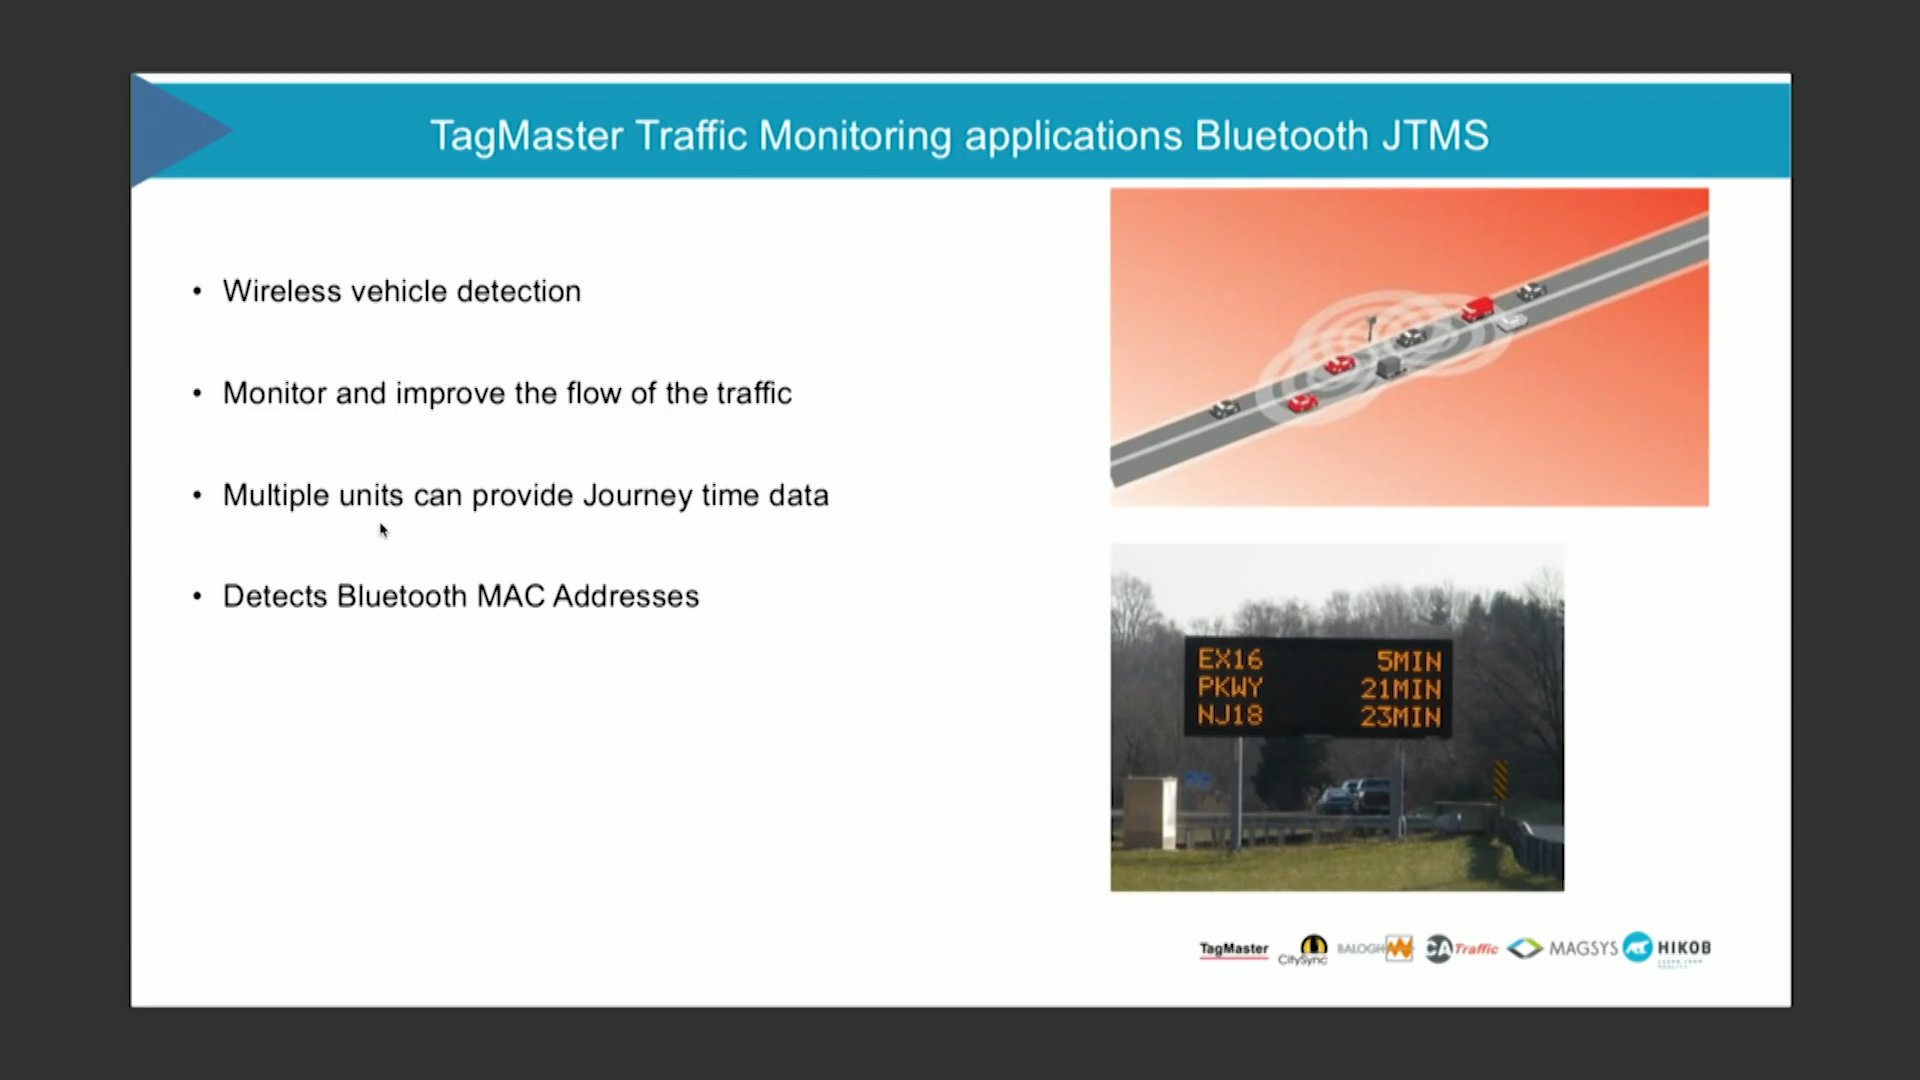 TagMaster Traffic Monitoring applications Bluetooth JTMS
• Wireless vehicle detection
• Monitor and improve the flow of the traffic
• Multiple units can provide Journey time data
• Detects Bluetooth MAC Addresses
EX16 5MIN
PKWY 21MIN
NJ18 23MIN
TagMaster CitySync BALOGH CA Traffic MAGSYS HIKOB